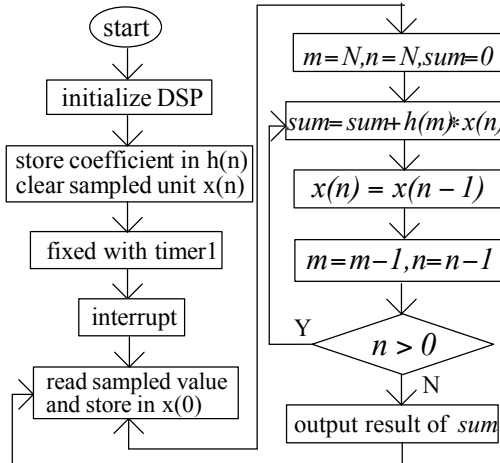 start
initialize DSP
store coefficient in h(n)
clear sampled unit x(n)
fixed with timer1
interrupt
read sampled value
and store in x(0)
m=N,n=N,sum=0
sum=sum+h(m)*x(n)
x(n) = x(n − 1)
m=m−1,n=n−1
Y
n > 0
N
output result of sum